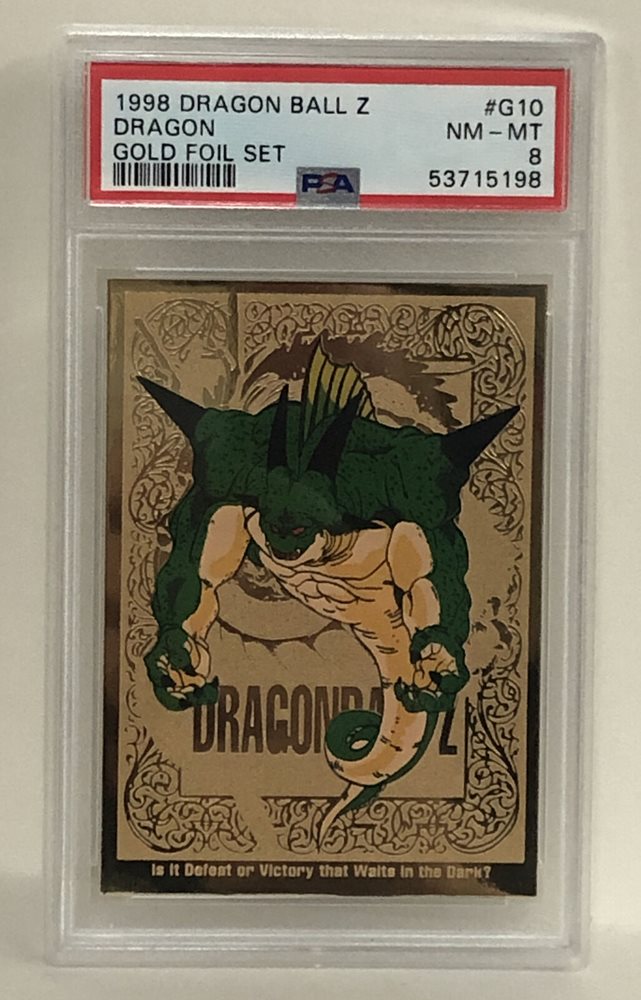 1998 DRAGON BALL Z #G10
DRAGON NM - MT
GOLD FOIL SET 8
PSA 53715198
DRAGONBA Z
Is It Defeat or Victory that Waits in the Dark?